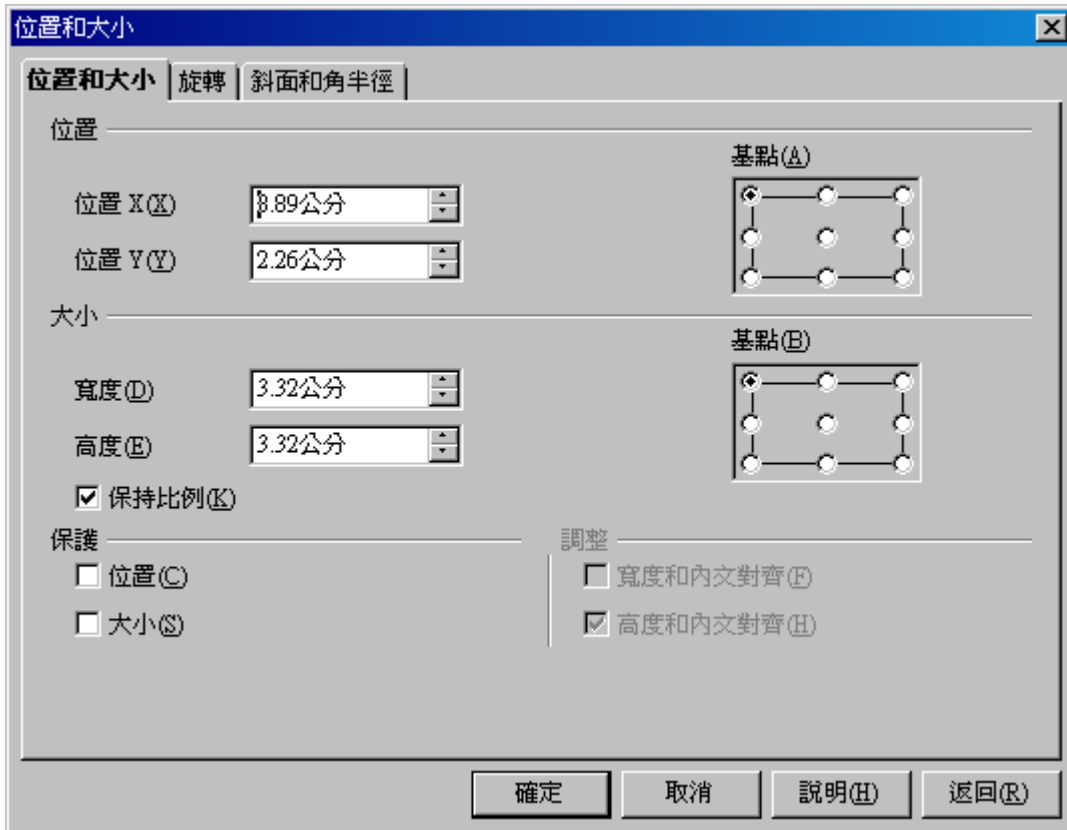 位置和大小
位置和大小 旋轉 斜面和角半徑
位置
基點(A)
位置 X(X) 3.89公分
位置 Y(Y) 2.26公分
大小
基點(B)
寬度(D) 3.32公分
高度(E) 3.32公分
保持比例(K)
保護 調整
位置(C) 寬度和內文對齊(F)
大小(S) 高度和內文對齊(H)
確定 取消 說明(H) 返回(R)